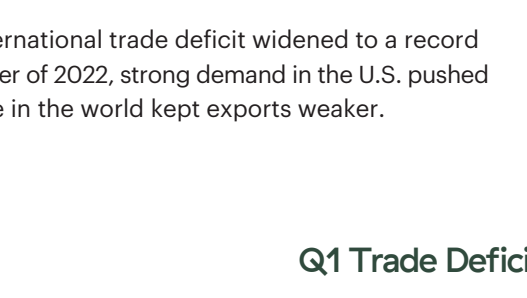 ernational trade deficit widened to a record
er of 2022, strong demand in the U.S. pushed
e in the world kept exports weaker.
Q1 Trade Defici